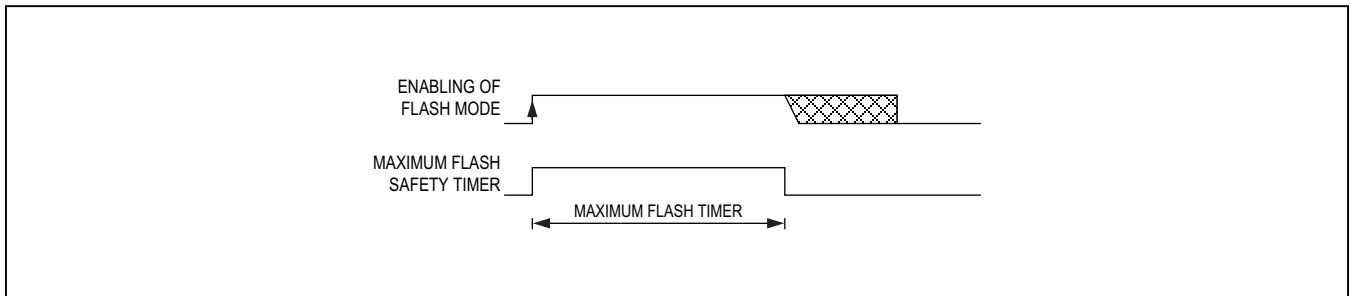 ENABLING OF
FLASH MODE
MAXIMUM FLASH
SAFETY TIMER
MAXIMUM FLASH TIMER